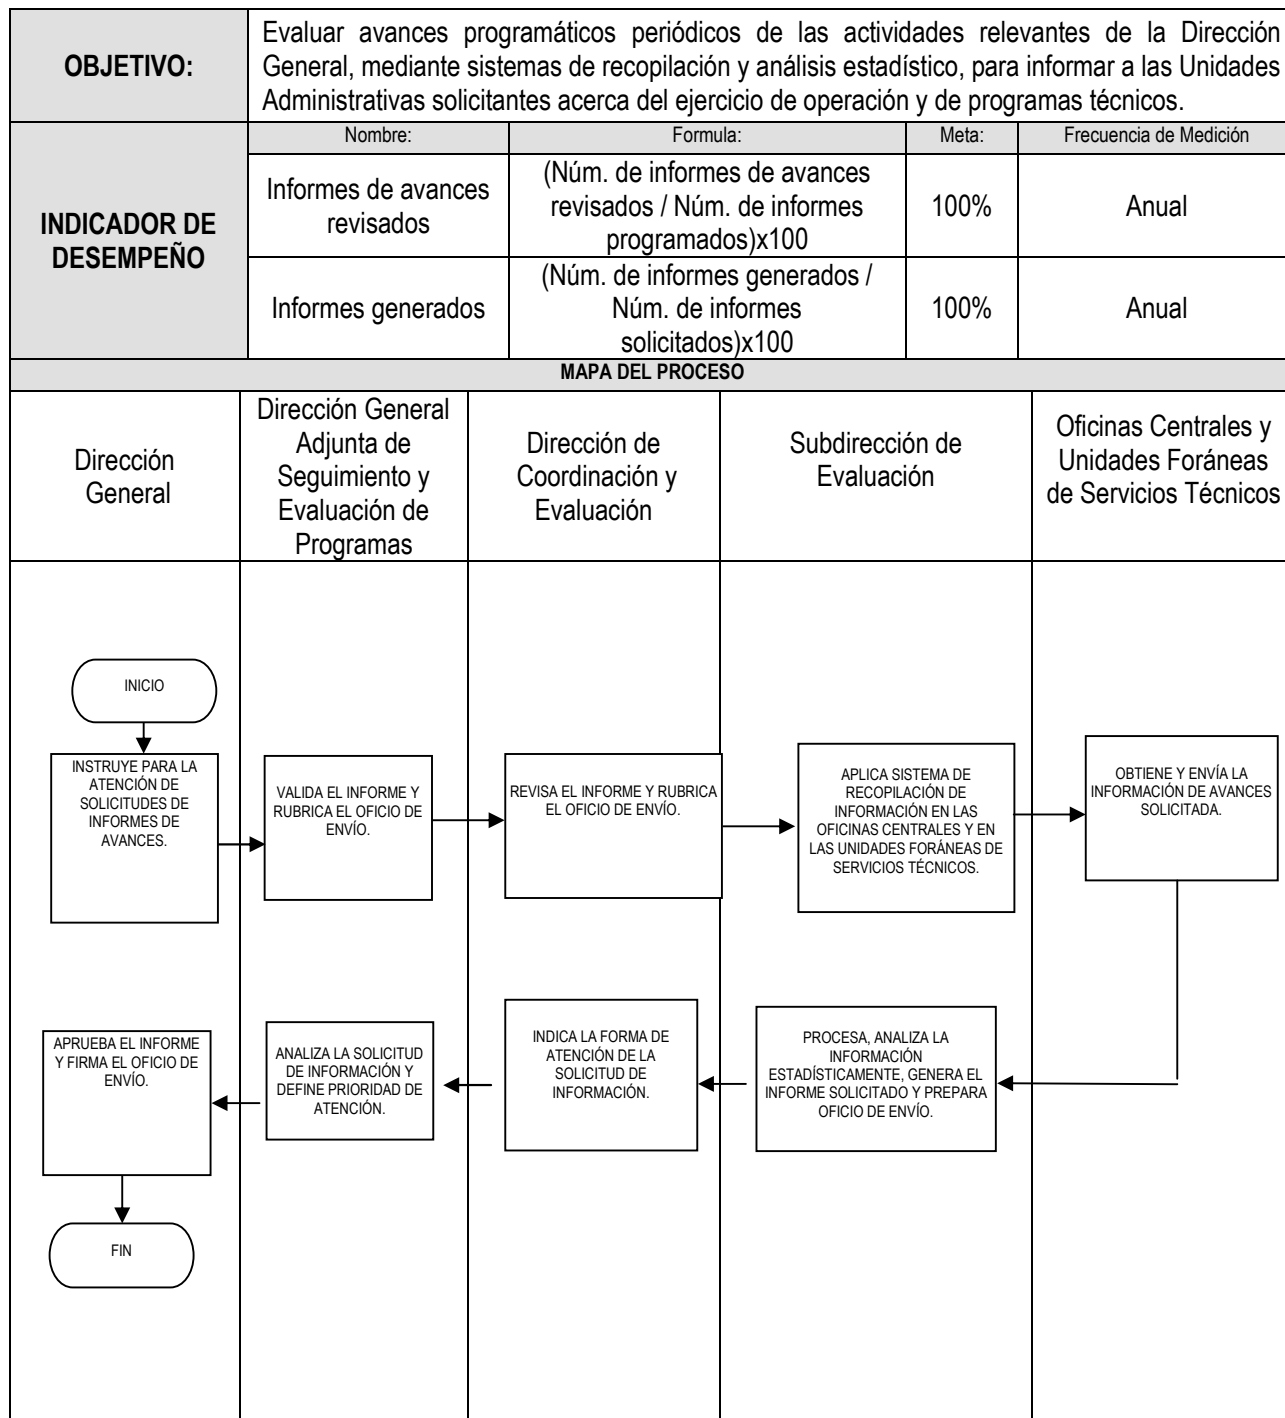 OBJETIVO:
Evaluar avances programáticos periódicos de las actividades relevantes de la Dirección
General, mediante sistemas de recopilación y análisis estadístico, para informar a las Unidades
Administrativas solicitantes acerca del ejercicio de operación y de programas técnicos.
INDICADOR DE
DESEMPEÑO
Nombre:
Formula:
Meta:
Frecuencia de Medición
Informes de avances
revisados
(Núm. de informes de avances
revisados / Núm. de informes
programados)x100
100%
Anual
Informes generados
(Núm. de informes generados /
Núm. de informes
solicitados)x100
100%
Anual
MAPA DEL PROCESO
Dirección
General
Dirección General
Adjunta de
Seguimiento y
Evaluación de
Programas
Dirección de
Coordinación y
Evaluación
Subdirección de
Evaluación
Oficinas Centrales y
Unidades Foráneas
de Servicios Técnicos
INICIO
INSTRUYE PARA LA
ATENCIÓN DE
SOLICITUDES DE
INFORMES DE
AVANCES.
VALIDA EL INFORME Y
RUBRICA EL OFICIO DE
ENVÍO.
REVISA EL INFORME Y RUBRICA
EL OFICIO DE ENVÍO.
APLICA SISTEMA DE
RECOPILACIÓN DE
INFORMACIÓN EN LAS
OFICINAS CENTRALES Y EN
LAS UNIDADES FORÁNEAS DE
SERVICIOS TÉCNICOS.
OBTIENE Y ENVÍA LA
INFORMACIÓN DE AVANCES
SOLICITADA.
APRUEBA EL INFORME
Y FIRMA EL OFICIO DE
ENVÍO.
ANALIZA LA SOLICITUD
DE INFORMACIÓN Y
DEFINE PRIORIDAD DE
ATENCIÓN.
INDICA LA FORMA DE
ATENCIÓN DE LA
SOLICITUD DE
INFORMACIÓN.
PROCESA, ANALIZA LA
INFORMACIÓN
ESTADÍSTICAMENTE, GENERA EL
INFORME SOLICITADO Y PREPARA
OFICIO DE ENVÍO.
FIN